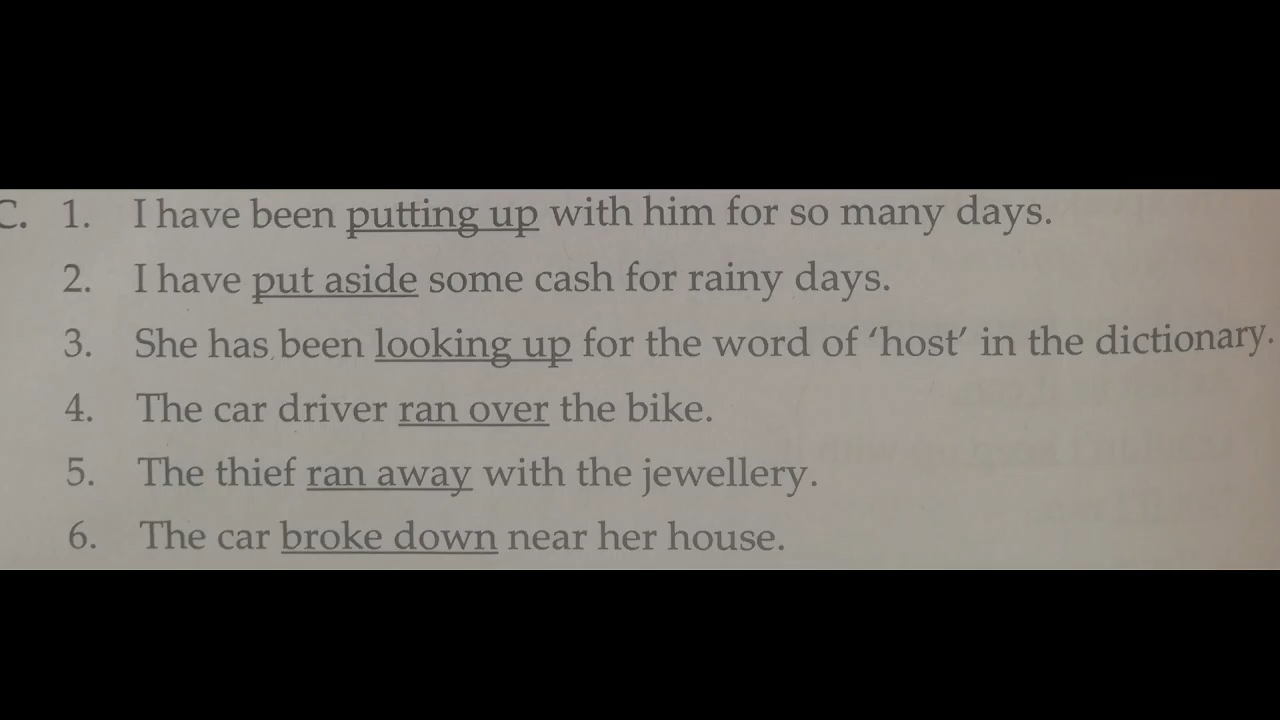 C. 1. I have been putting up with him for so many days.
2. I have put aside some cash for rainy days.
3. She has been looking up for the word of ‘host’ in the dictionary.
4. The car driver ran over the bike.
5. The thief ran away with the jewellery.
6. The car broke down near her house.